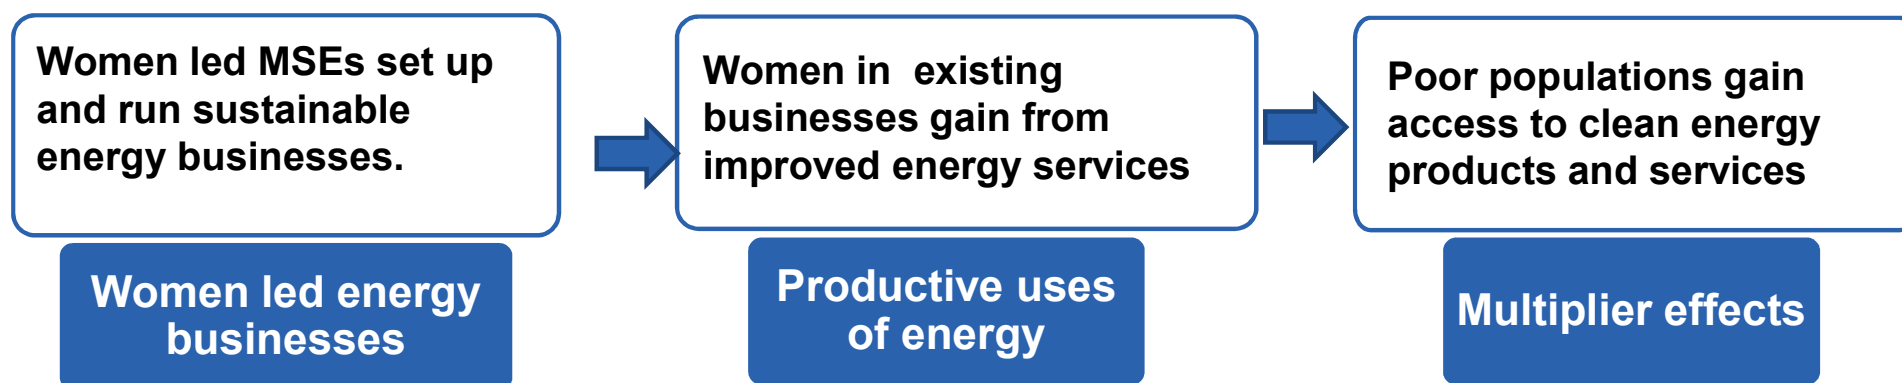 Women led MSEs set up
and run sustainable
energy businesses.
Women led energy
businesses
Women in  existing
businesses gain from
improved energy services
Productive uses
of energy
Poor populations gain
access to clean energy
products and services
Multiplier effects